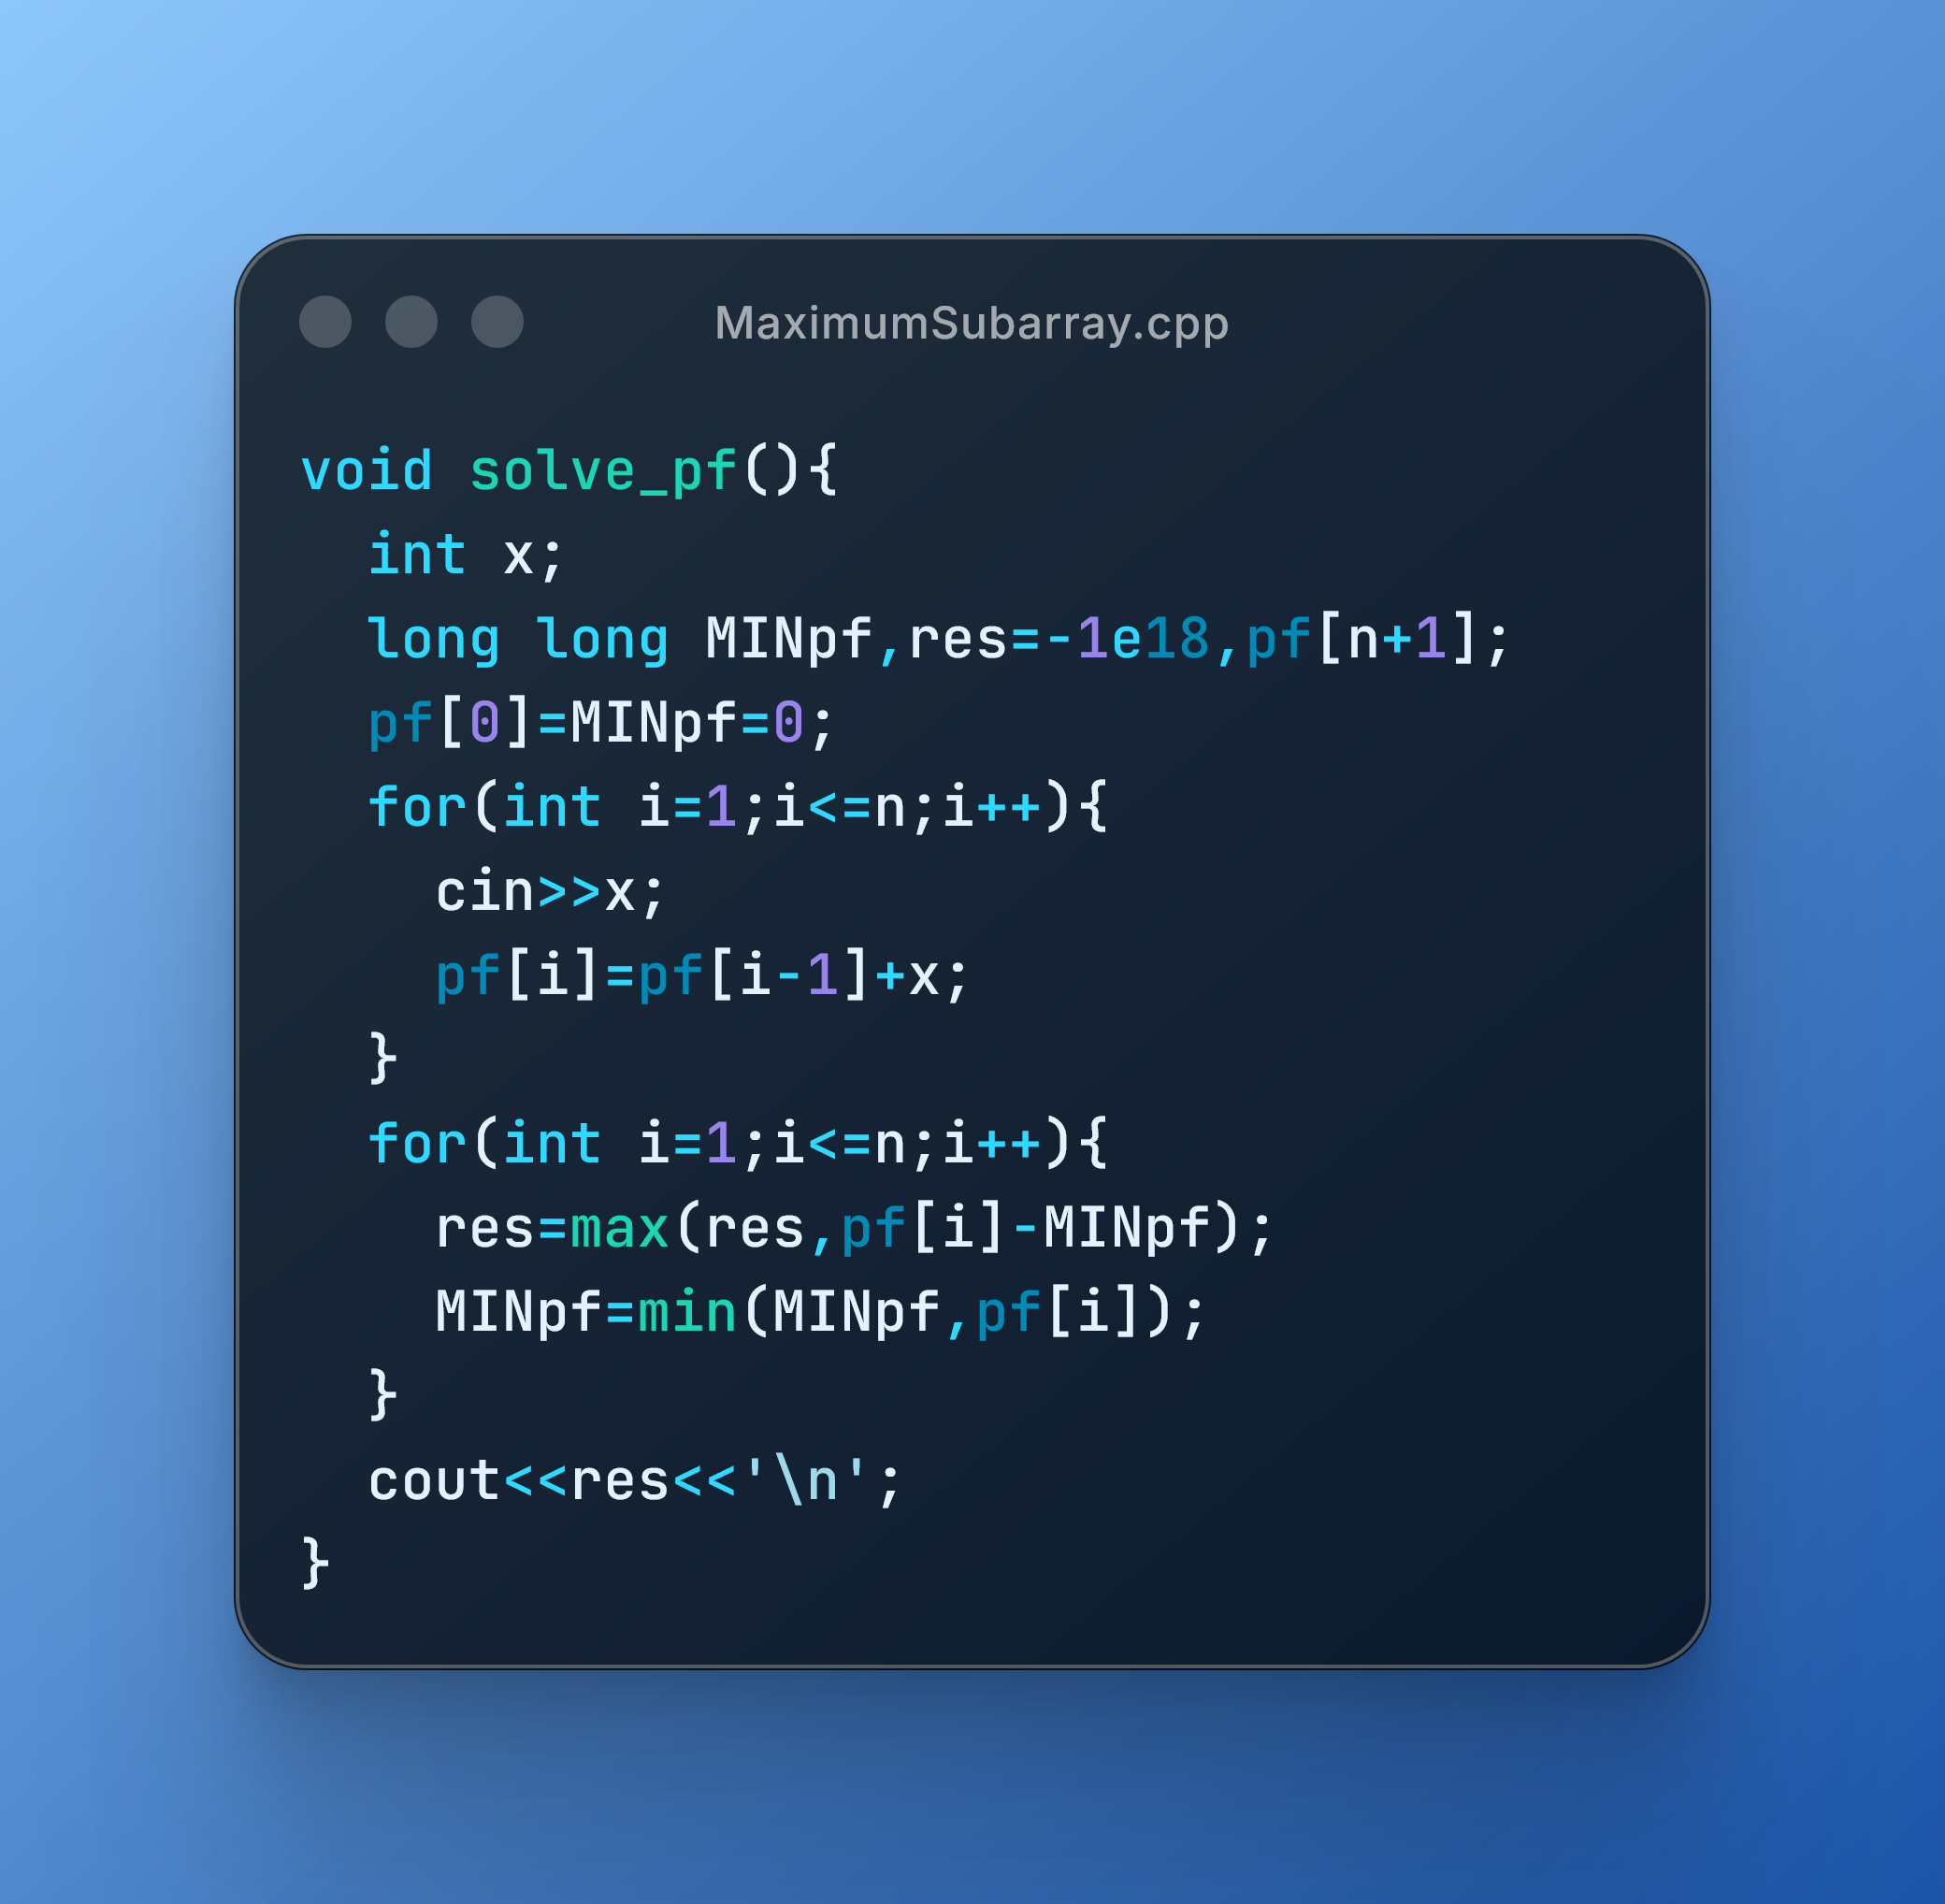 MaximumSubarray.cpp
void solve_pf(){
  int x;
  long long MINpf,res=-1e18,pf[n+1];
  pf[0]=MINpf=0;
  for(int i=1;i<=n;i++){
    cin>>x;
    pf[i]=pf[i-1]+x;
  }
  for(int i=1;i<=n;i++){
    res=max(res,pf[i]-MINpf);
    MINpf=min(MINpf,pf[i]);
  }
  cout<<res<<'\n';
}